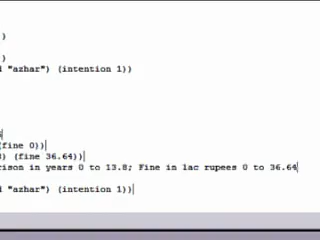 )
)
"azhar") (intention 1))
(fine 0))
) (fine 36.64))
rison in years 0 to 13.8; Fine in lac rupees 0 to 36.64
"azhar") (intention 1))